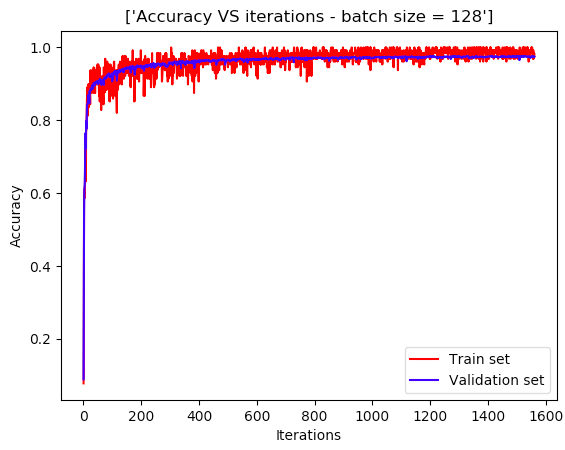 ['Accuracy VS iterations - batch size = 128']
1.0
0.8
0.6
0.4
0.2
Accuracy
0 200 400 600 800 1000 1200 1400 1600
Iterations
Train set
Validation set